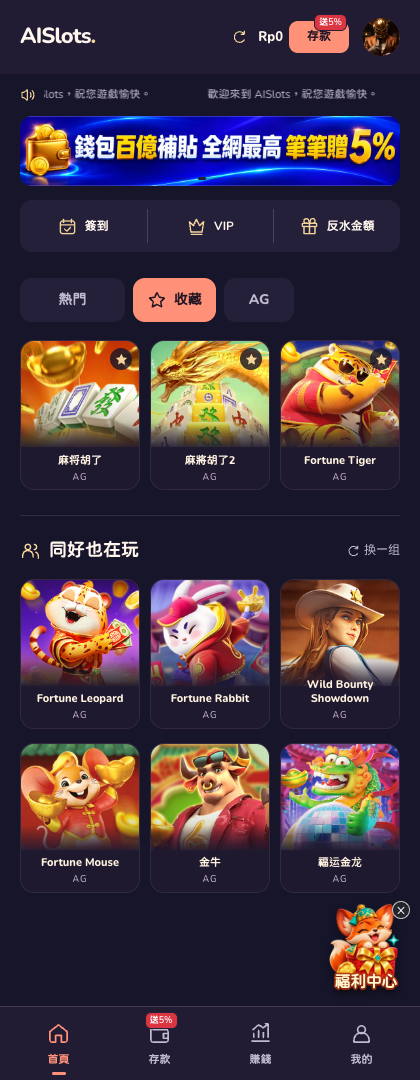 AISlots.
Rp0
存款
送5%
Slots，祝您遊戲愉快。
歡迎來到 AISlots，祝您遊戲愉快。
錢包百億補貼 全網最高 筆筆贈5%
簽到
VIP
反水金額
熱門
收藏
AG
麻将胡了
AG
麻將胡了2
AG
Fortune Tiger
AG
同好也在玩
换一组
Fortune Leopard
AG
Fortune Rabbit
AG
Wild Bounty
Showdown
AG
Fortune Mouse
AG
金牛
AG
福运金龙
AG
福利中心
首頁
送5%
存款
賺錢
我的